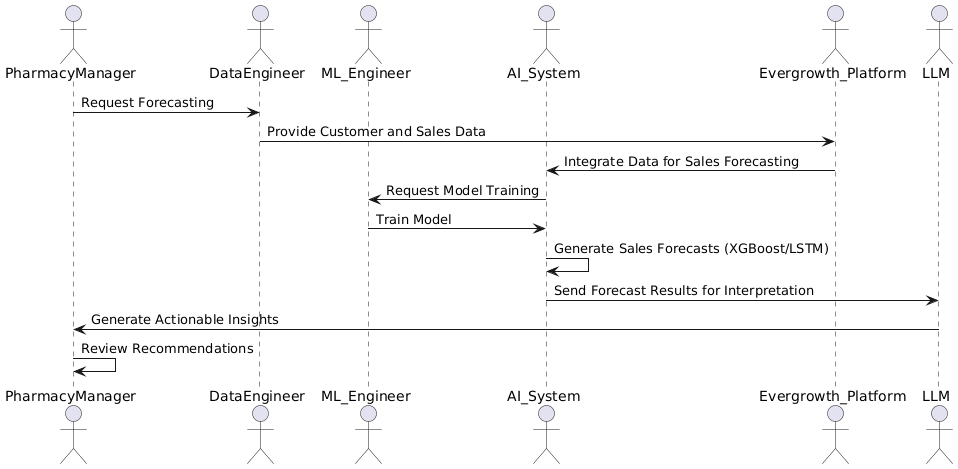 PharmacyManager DataEngineer ML_Engineer AI_System Evergrowth_Platform LLM
Request Forecasting
Provide Customer and Sales Data
Integrate Data for Sales Forecasting
Request Model Training
Train Model
Generate Sales Forecasts (XGBoost/LSTM)
Send Forecast Results for Interpretation
Generate Actionable Insights
Review Recommendations
PharmacyManager DataEngineer ML_Engineer AI_System Evergrowth_Platform LLM